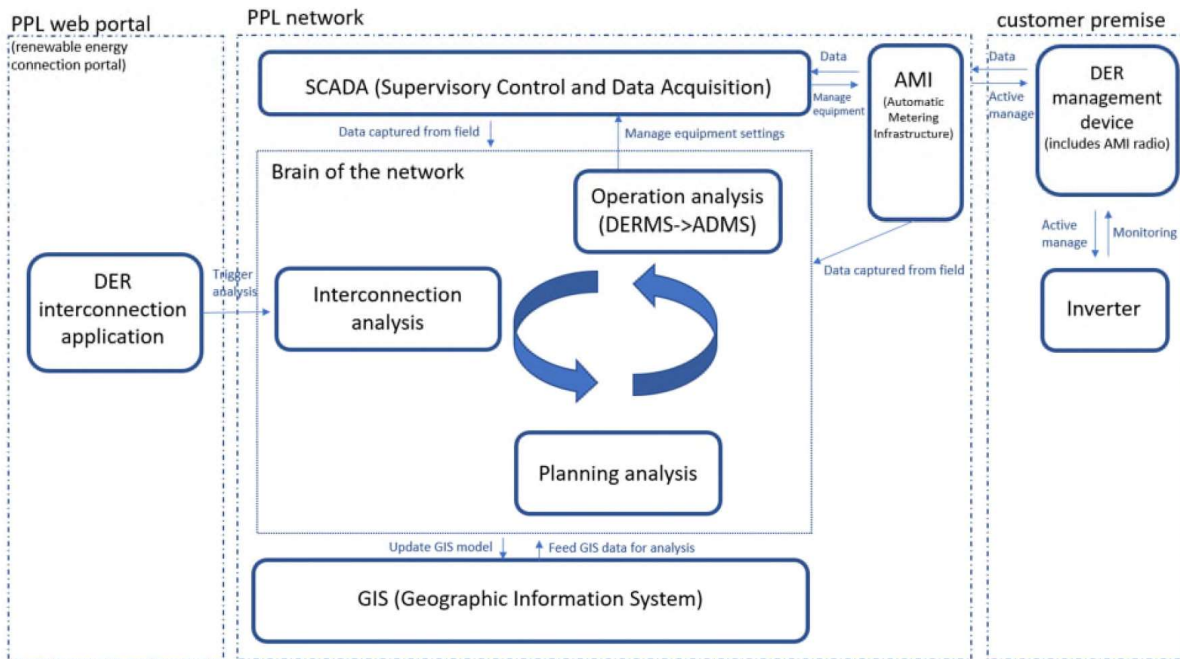 PPL web portal
(renewable energy
connection portal)
PPL network
customer premise
SCADA (Supervisory Control and Data Acquisition)
Data
Manage
equipment
AMI
(Automatic
Metering
Infrastructure)
Data
Active
manage
DER
management
device
(includes AMI radio)
Data captured from field
Manage equipment settings
Brain of the network
Operation analysis
(DERMS->ADMS)
Active
manage
Monitoring
Data captured from field
DER
interconnection
application
Trigger
analysis
Interconnection
analysis
Inverter
Planning analysis
Update GIS model
Feed GIS data for analysis
GIS (Geographic Information System)